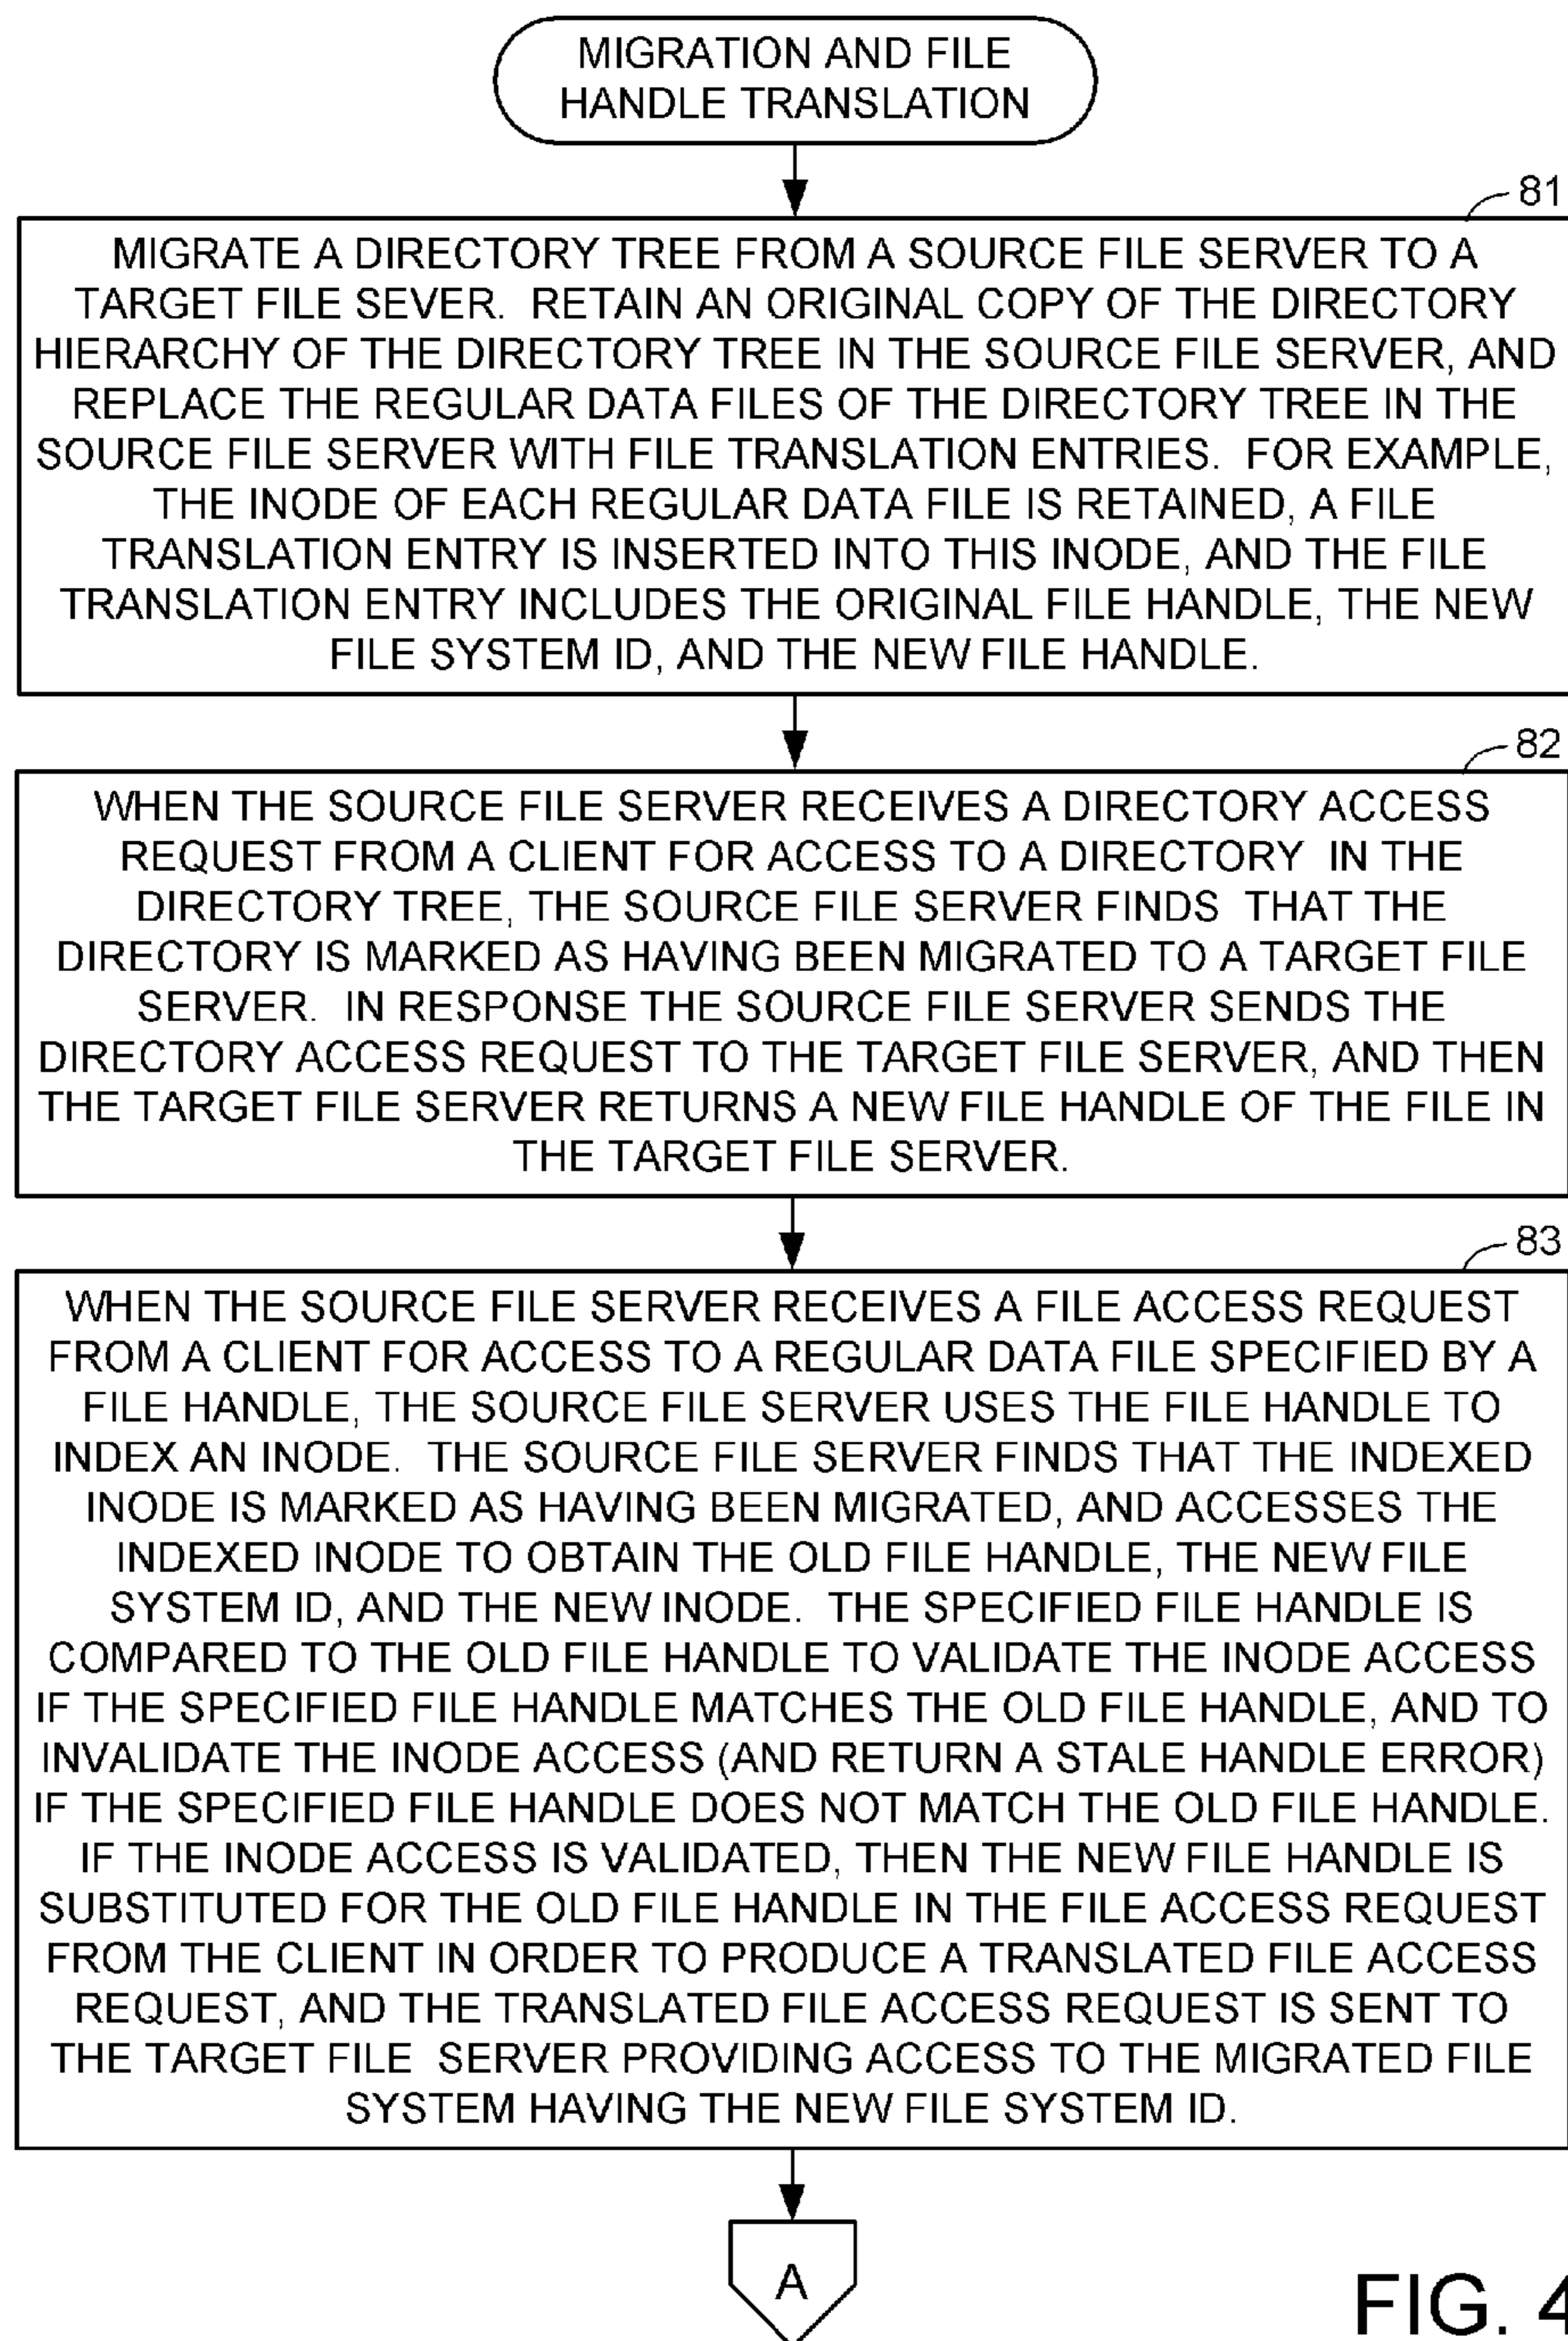 MIGRATION AND FILE
HANDLE TRANSLATION
81
MIGRATE A DIRECTORY TREE FROM A SOURCE FILE SERVER TO A
TARGET FILE SEVER. RETAIN AN ORIGINAL COPY OF THE DIRECTORY
HIERARCHY OF THE DIRECTORY TREE IN THE SOURCE FILE SERVER, AND
REPLACE THE REGULAR DATA FILES OF THE DIRECTORY TREE IN THE
SOURCE FILE SERVER WITH FILE TRANSLATION ENTRIES. FOR EXAMPLE,
THE INODE OF EACH REGULAR DATA FILE IS RETAINED, A FILE
TRANSLATION ENTRY IS INSERTED INTO THIS INODE, AND THE FILE
TRANSLATION ENTRY INCLUDES THE ORIGINAL FILE HANDLE, THE NEW
FILE SYSTEM ID, AND THE NEW FILE HANDLE.
82
WHEN THE SOURCE FILE SERVER RECEIVES A DIRECTORY ACCESS
REQUEST FROM A CLIENT FOR ACCESS TO A DIRECTORY IN THE
DIRECTORY TREE, THE SOURCE FILE SERVER FINDS THAT THE
DIRECTORY IS MARKED AS HAVING BEEN MIGRATED TO A TARGET FILE
SERVER. IN RESPONSE THE SOURCE FILE SERVER SENDS THE
DIRECTORY ACCESS REQUEST TO THE TARGET FILE SERVER, AND THEN
THE TARGET FILE SERVER RETURNS A NEW FILE HANDLE OF THE FILE IN
THE TARGET FILE SERVER.
83
WHEN THE SOURCE FILE SERVER RECEIVES A FILE ACCESS REQUEST
FROM A CLIENT FOR ACCESS TO A REGULAR DATA FILE SPECIFIED BY A
FILE HANDLE, THE SOURCE FILE SERVER USES THE FILE HANDLE TO
INDEX AN INODE. THE SOURCE FILE SERVER FINDS THAT THE INDEXED
INODE IS MARKED AS HAVING BEEN MIGRATED, AND ACCESSES THE
INDEXED INODE TO OBTAIN THE OLD FILE HANDLE, THE NEW FILE
SYSTEM ID, AND THE NEW INODE. THE SPECIFIED FILE HANDLE IS
COMPARED TO THE OLD FILE HANDLE TO VALIDATE THE INODE ACCESS
IF THE SPECIFIED FILE HANDLE MATCHES THE OLD FILE HANDLE, AND TO
INVALIDATE THE INODE ACCESS (AND RETURN A STALE HANDLE ERROR)
IF THE SPECIFIED FILE HANDLE DOES NOT MATCH THE OLD FILE HANDLE.
IF THE INODE ACCESS IS VALIDATED, THEN THE NEW FILE HANDLE IS
SUBSTITUTED FOR THE OLD FILE HANDLE IN THE FILE ACCESS REQUEST
FROM THE CLIENT IN ORDER TO PRODUCE A TRANSLATED FILE ACCESS
REQUEST, AND THE TRANSLATED FILE ACCESS REQUEST IS SENT TO
THE TARGET FILE SERVER PROVIDING ACCESS TO THE MIGRATED FILE
SYSTEM HAVING THE NEW FILE SYSTEM ID.
A
FIG. 4